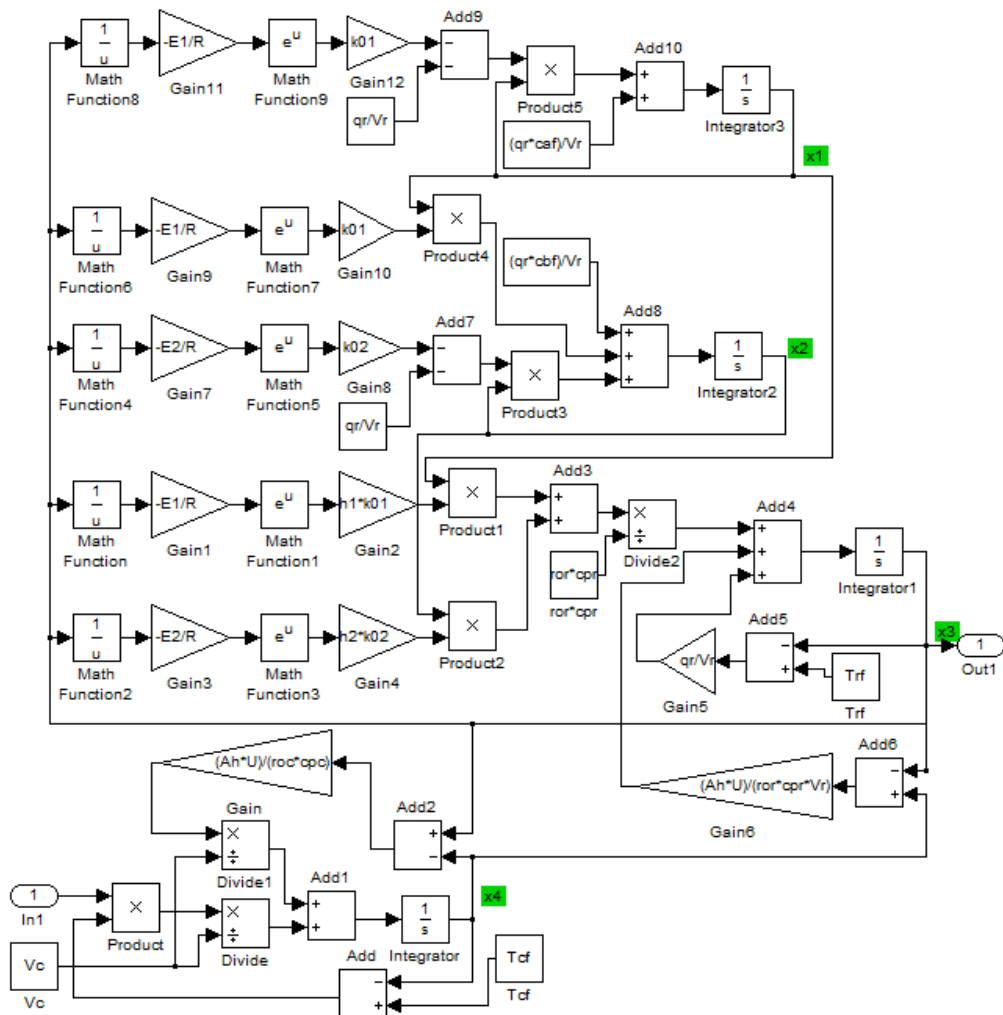 Add9
1
u
-E1/R
e^u
k01
−
−
×
Add10
+
+
1
s
Math
Function8
Gain11
Math
Function9
Gain12
Product5
Integrator3
qr/Vr
(qr*caf)/Vr
x1
1
u
-E1/R
e^u
k01
×
Math
Function6
Gain9
Math
Function7
Gain10
Product4
(qr*cbf)/Vr
Add7
Add8
1
u
-E2/R
e^u
k02
−
−
×
+
+
+
1
s
x2
Math
Function4
Gain7
Math
Function5
Gain8
Product3
Integrator2
qr/Vr
1
u
-E1/R
e^u
h1*k01
×
Add3
+
+
×
÷
Add4
+
+
+
1
s
Math
Function
Gain1
Math
Function1
Gain2
Product1
Divide2
Integrator1
ror*cpr
ror*cpr
1
u
-E2/R
e^u
h2*k02
×
Add5
x3
1
qr/Vr
−
+
Trf
Out1
Math
Function2
Gain3
Math
Function3
Gain4
Product2
Gain5
Trf
(Ah*U)/(roc*cpc)
Add6
(Ah*U)/(ror*cpr*Vr)
−
+
Gain
Add2
Gain6
×
÷
+
−
Divide1
Add1
x4
1
In1
×
×
÷
+
+
1
s
Product
Divide
Add
Integrator
Vc
−
+
Tcf
Vc
Tcf